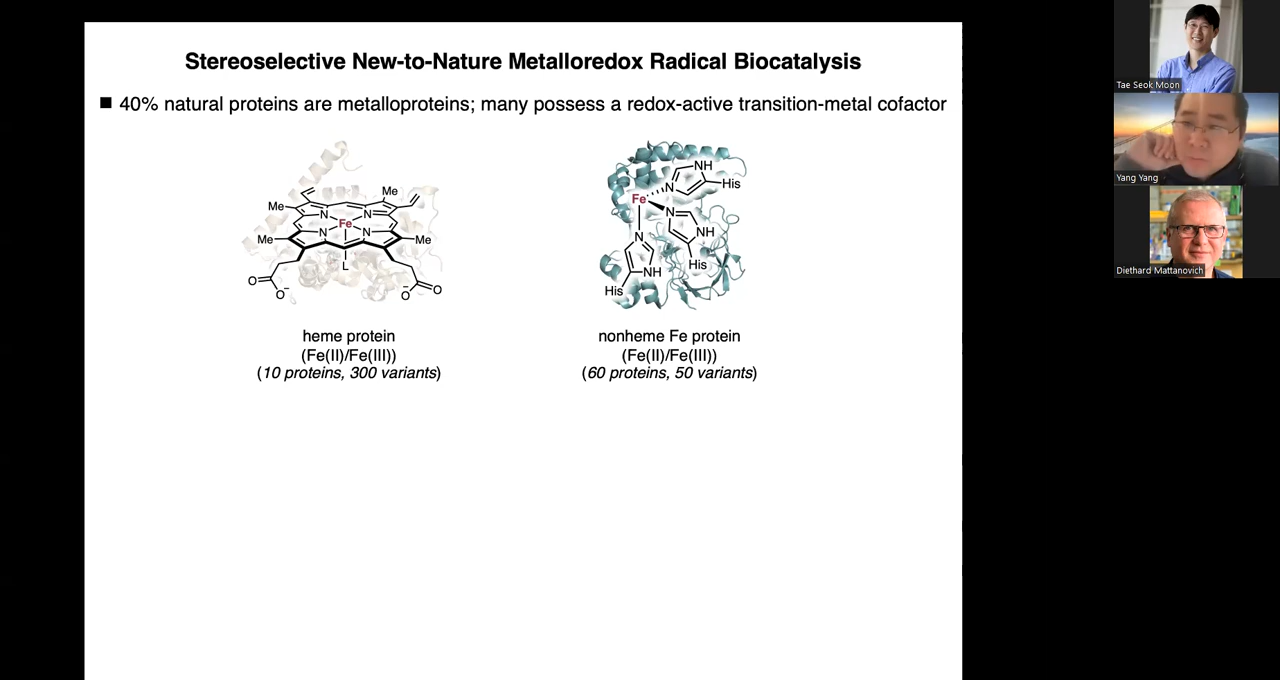 Stereoselective New-to-Nature Metalloredox Radical Biocatalysis
■ 40% natural proteins are metalloproteins; many possess a redox-active transition-metal cofactor
Me
Me
N
N
Fe
N
N
Me
Me
L
O
O⁻
O⁻
O
NH
N
His
Fe
N
N
NH
His
NH
His
heme protein
(Fe(II)/Fe(III))
(10 proteins, 300 variants)
nonheme Fe protein
(Fe(II)/Fe(III))
(60 proteins, 50 variants)
Tae Seok Moon
Yang Yang
Diethard Mattanovich